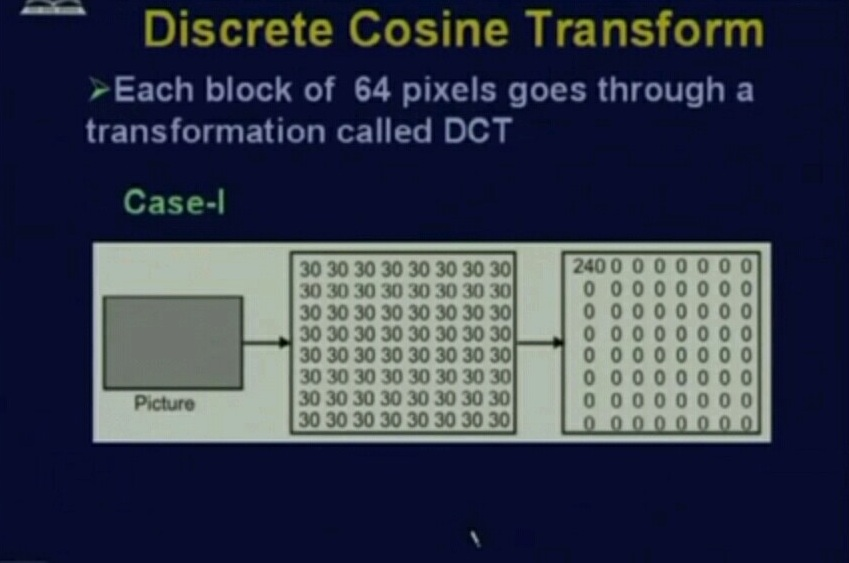 Discrete Cosine Transform
➢Each block of 64 pixels goes through a
transformation called DCT
Case-I
Picture
30 30 30 30 30 30 30 30
30 30 30 30 30 30 30 30
30 30 30 30 30 30 30 30
30 30 30 30 30 30 30 30
30 30 30 30 30 30 30 30
30 30 30 30 30 30 30 30
30 30 30 30 30 30 30 30
30 30 30 30 30 30 30 30
240 0 0 0 0 0 0 0
0 0 0 0 0 0 0 0
0 0 0 0 0 0 0 0
0 0 0 0 0 0 0 0
0 0 0 0 0 0 0 0
0 0 0 0 0 0 0 0
0 0 0 0 0 0 0 0
0 0 0 0 0 0 0 0